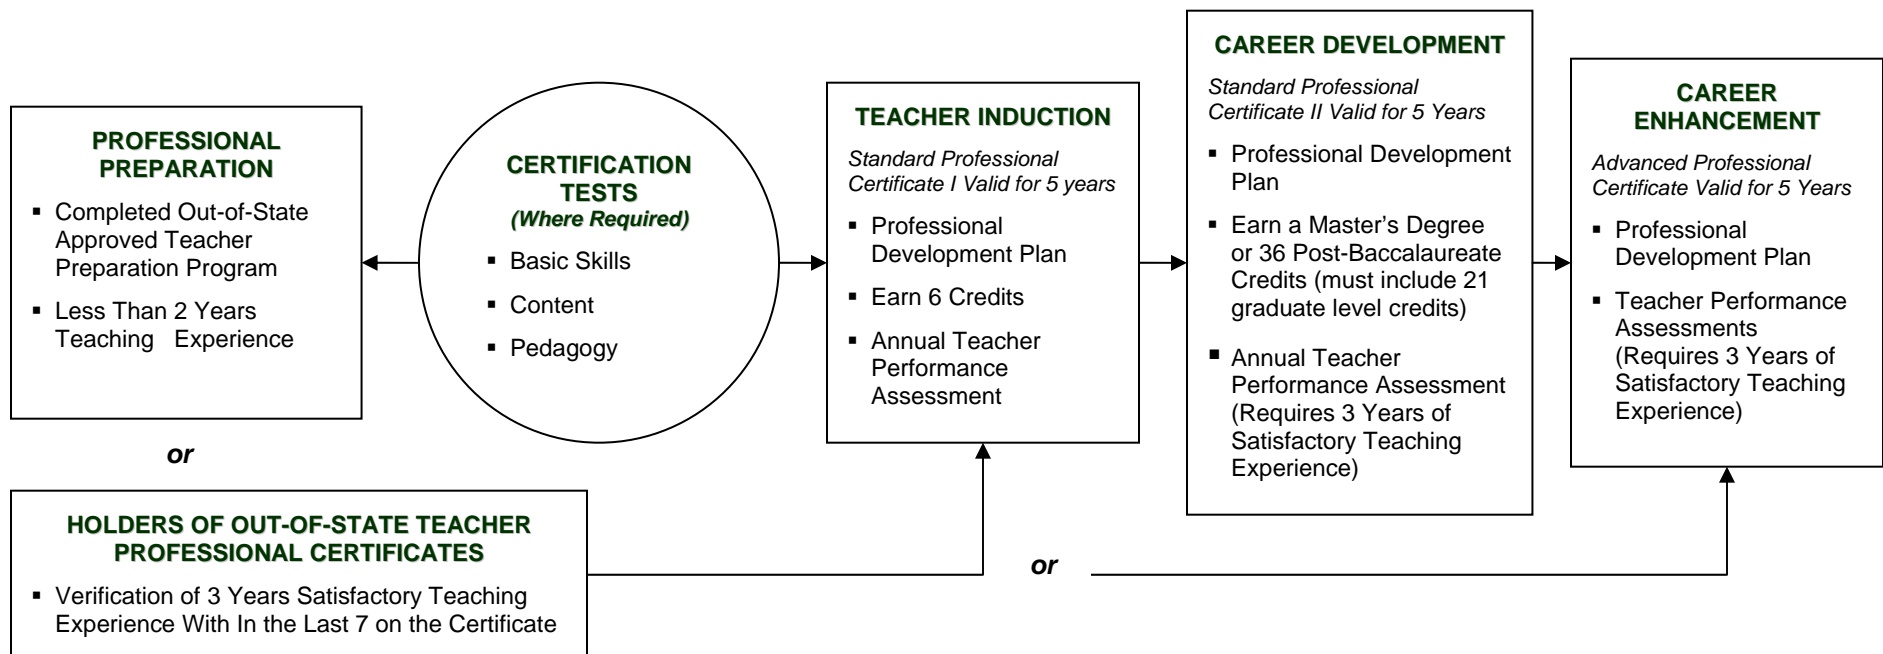 PROFESSIONAL
PREPARATION
▪ Completed Out-of-State
Approved Teacher
Preparation Program
▪ Less Than 2 Years
Teaching Experience
or
HOLDERS OF OUT-OF-STATE TEACHER
PROFESSIONAL CERTIFICATES
▪ Verification of 3 Years Satisfactory Teaching
Experience With In the Last 7 on the Certificate
CERTIFICATION
TESTS
(Where Required)
▪ Basic Skills
▪ Content
▪ Pedagogy
TEACHER INDUCTION
Standard Professional
Certificate I Valid for 5 years
▪ Professional
Development Plan
▪ Earn 6 Credits
▪ Annual Teacher
Performance
Assessment
or
CAREER DEVELOPMENT
Standard Professional
Certificate II Valid for 5 Years
▪ Professional Development
Plan
▪ Earn a Master’s Degree
or 36 Post-Baccalaureate
Credits (must include 21
graduate level credits)
▪ Annual Teacher
Performance Assessment
(Requires 3 Years of
Satisfactory Teaching
Experience)
CAREER
ENHANCEMENT
Advanced Professional
Certificate Valid for 5 Years
▪ Professional
Development Plan
▪ Teacher Performance
Assessments
(Requires 3 Years of
Satisfactory Teaching
Experience)